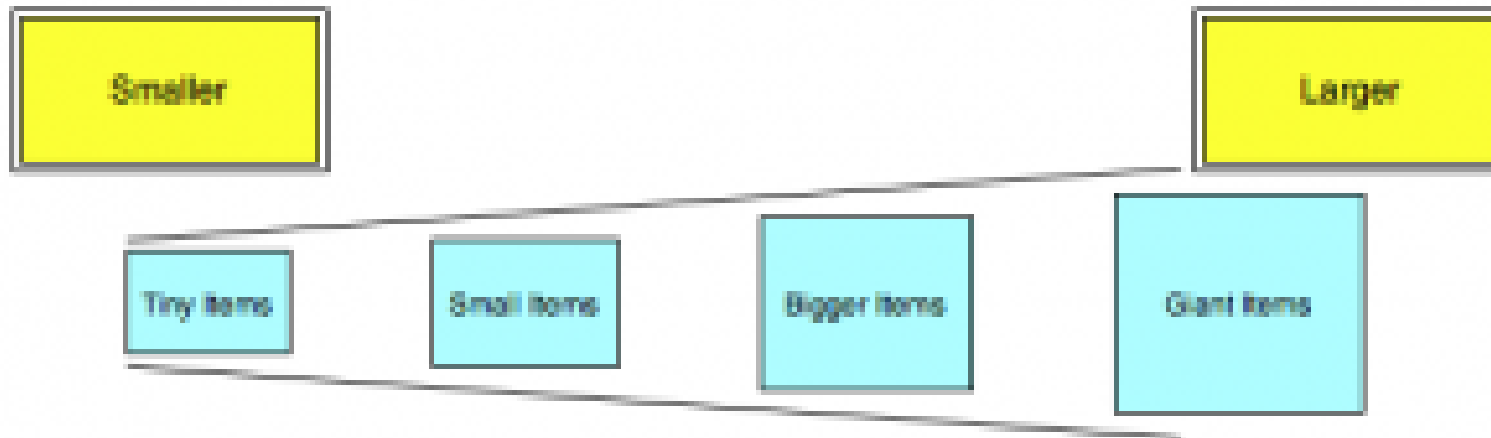 Smaller
Larger
Tiny Items
Small Items
Bigger Items
Giant Items